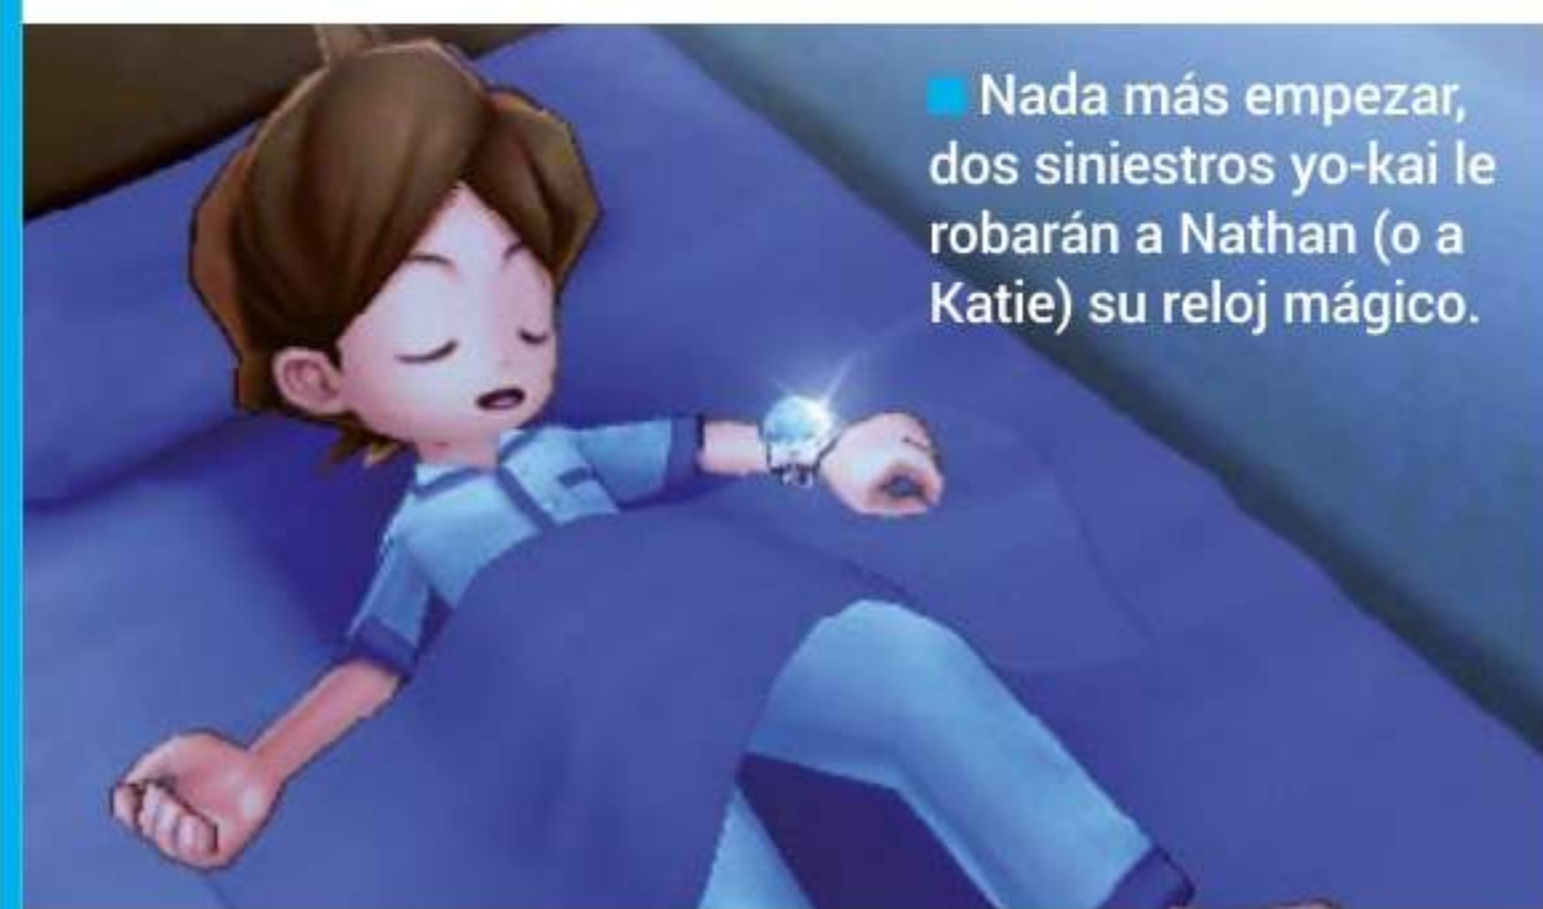 Nada más empezar,
dos siniestros yo-kai le
robarán a Nathan (o a
Katie) su reloj mágico.